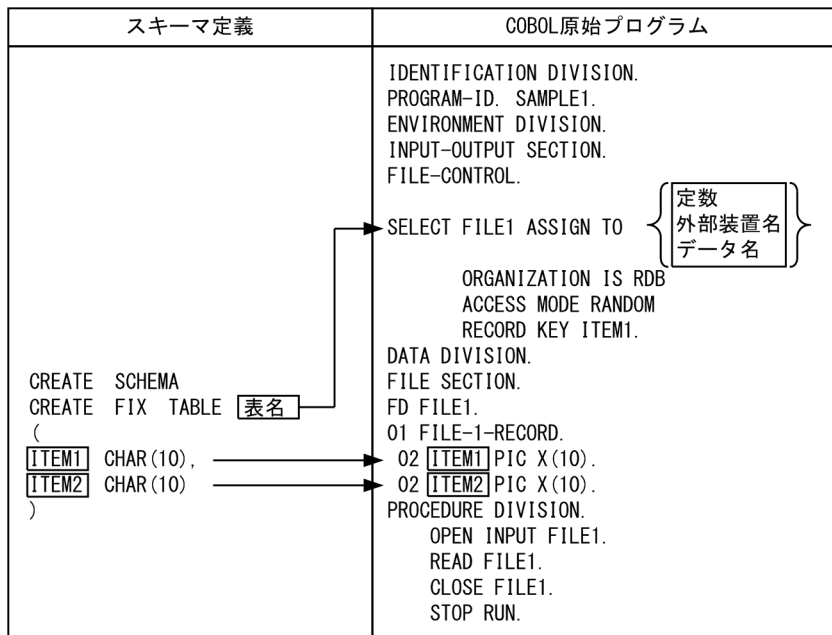 スキーマ定義
COBOL原始プログラム
IDENTIFICATION DIVISION.
PROGRAM-ID. SAMPLE1.
ENVIRONMENT DIVISION.
INPUT-OUTPUT SECTION.
FILE-CONTROL.
SELECT FILE1 ASSIGN TO
定数
外部装置名
データ名
ORGANIZATION IS RDB
ACCESS MODE RANDOM
RECORD KEY ITEM1.
DATA DIVISION.
FILE SECTION.
FD FILE1.
01 FILE-1-RECORD.
02 ITEM1 PIC X(10).
02 ITEM2 PIC X(10).
PROCEDURE DIVISION.
OPEN INPUT FILE1.
READ FILE1.
CLOSE FILE1.
STOP RUN.
CREATE SCHEMA
CREATE FIX TABLE 表名
(
ITEM1 CHAR(10),
ITEM2 CHAR(10)
)